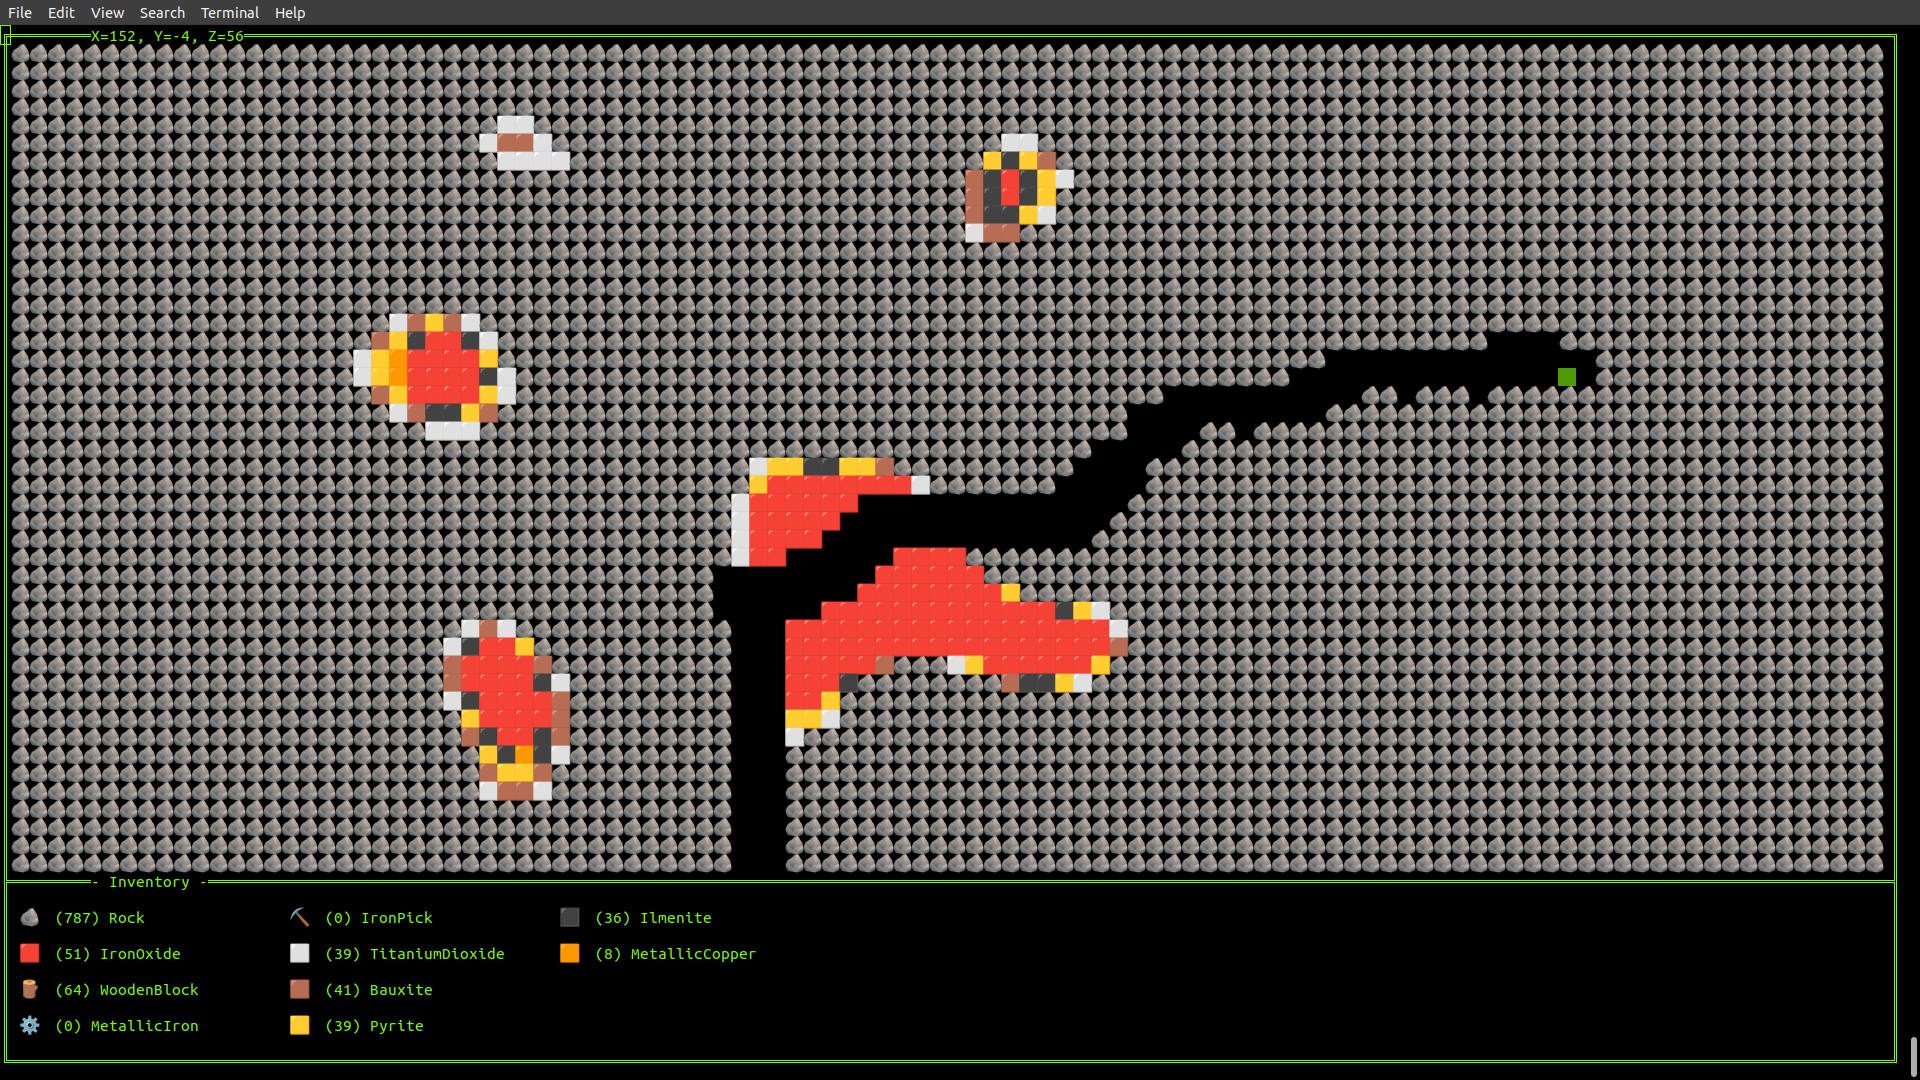 File Edit View Search Terminal Help
X=152, Y=-4, Z=56
- Inventory -
(787) Rock (0) IronPick (36) Ilmenite
(51) IronOxide (39) TitaniumDioxide (8) MetallicCopper
(64) WoodenBlock (41) Bauxite
(0) MetallicIron (39) Pyrite